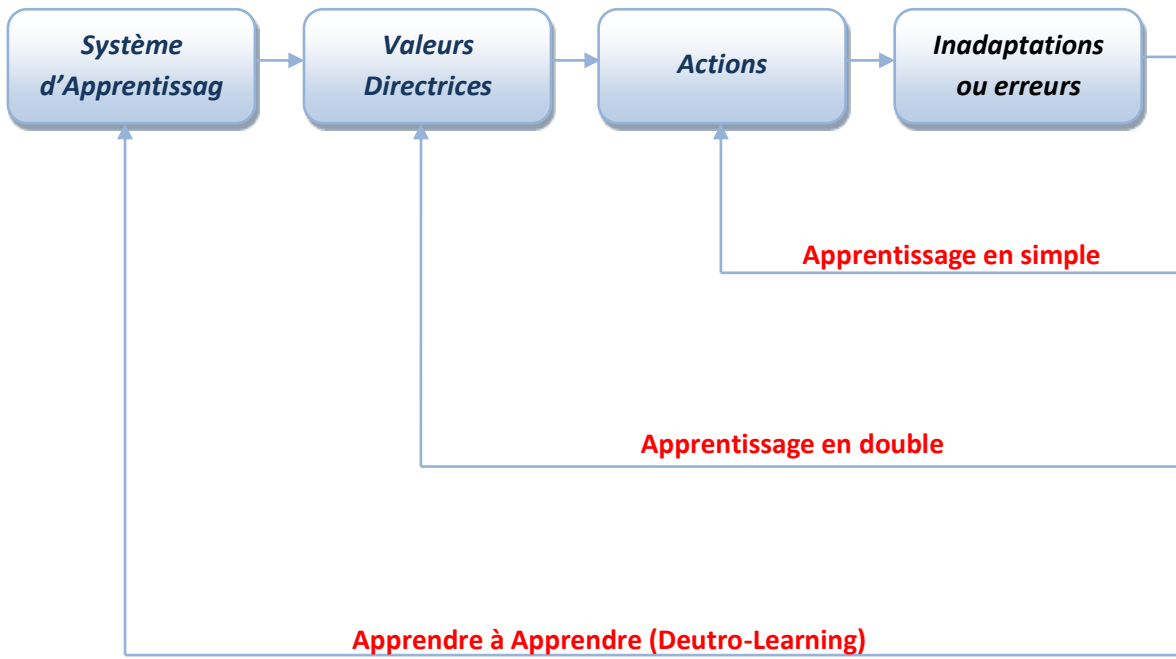 Système
d’Apprentissag
Valeurs
Directrices
Actions
Inadaptations
ou erreurs
Apprentissage en simple
Apprentissage en double
Apprendre à Apprendre (Deutro-Learning)